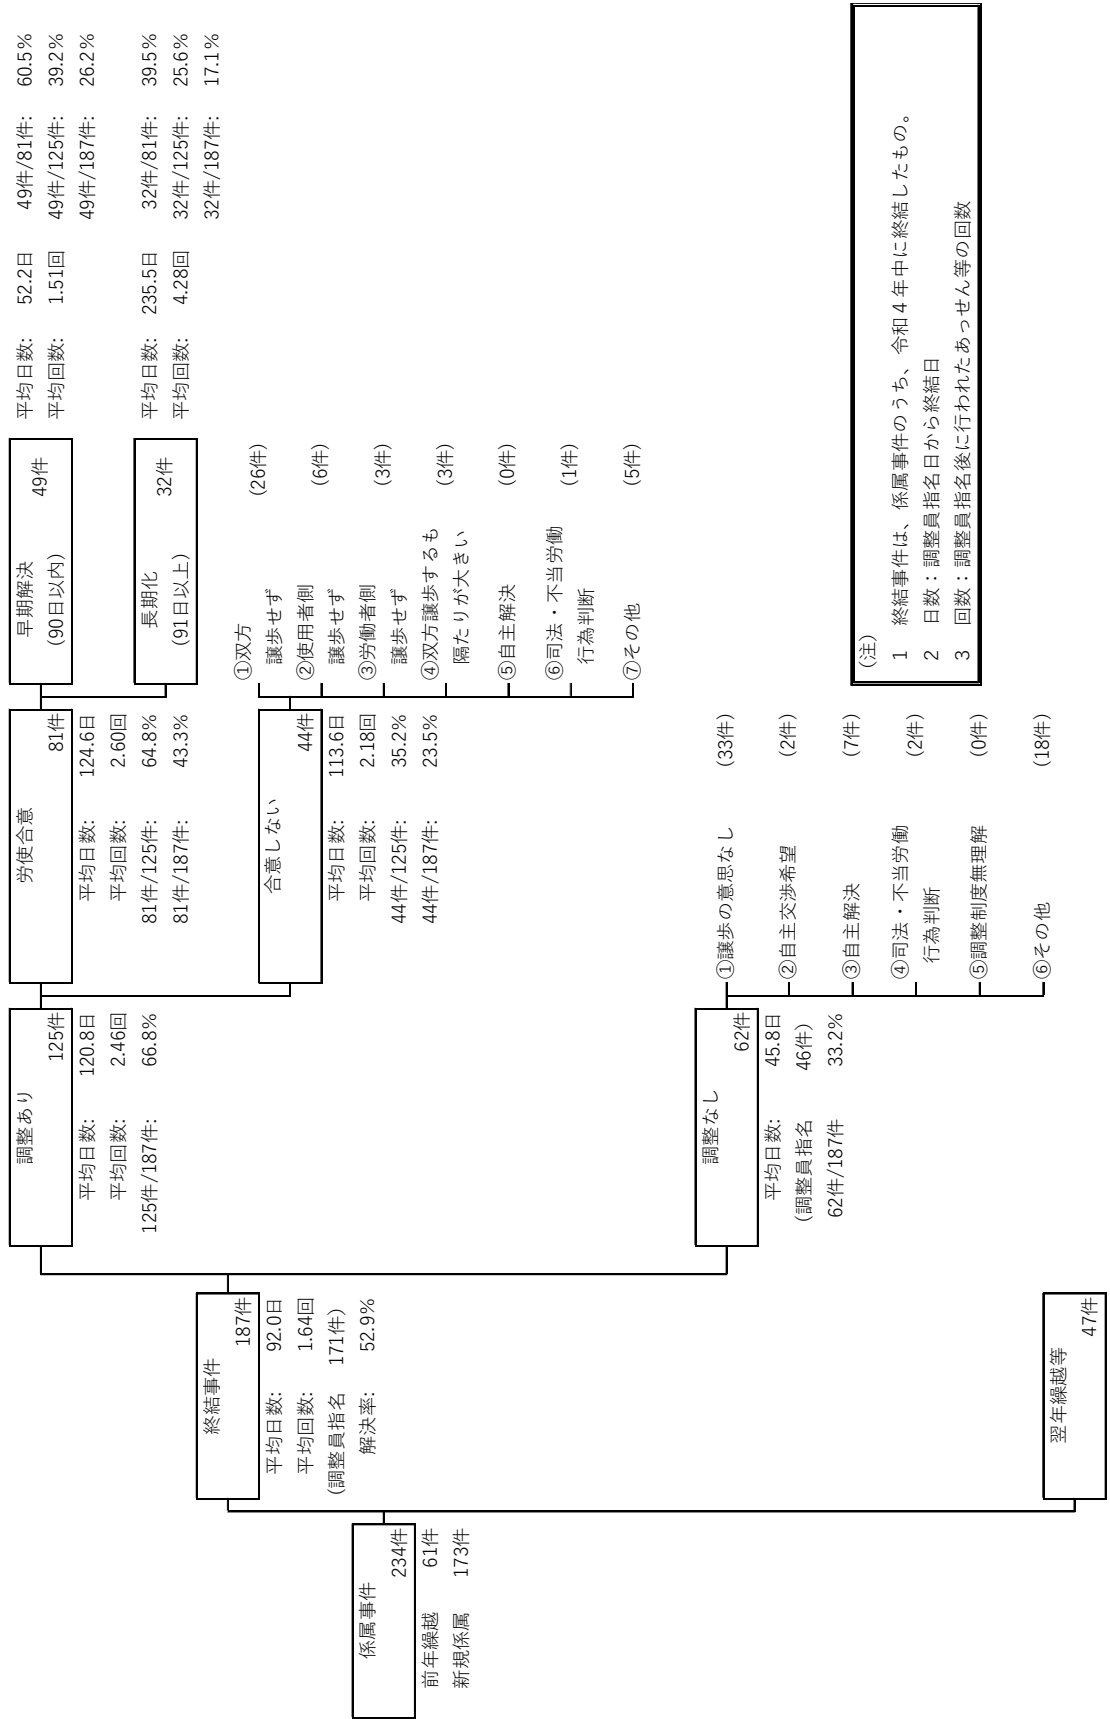 係属事件
234件
前年繰越 61件
新規係属 173件
終結事件
187件
平均日数: 92.0日
平均回数: 1.64回
(調整員指名 171件)
解決率: 52.9%
翌年繰越等
47件
調整あり
125件
平均日数: 120.8日
平均回数: 2.46回
125件/187件: 66.8%
調整なし
62件
平均日数: 45.8日
(調整員指名 46件)
62件/187件 33.2%
労使合意
81件
平均日数: 124.6日
平均回数: 2.60回
81件/125件: 64.8%
81件/187件: 43.3%
合意しない
44件
平均日数: 113.6日
平均回数: 2.18回
44件/125件: 35.2%
44件/187件: 23.5%
①譲歩の意思なし (33件)
②自主交渉希望 (2件)
③自主解決 (7件)
④司法・不当労働 (2件)
行為判断
⑤調整制度無理解 (0件)
⑥その他 (18件)
早期解決 49件
(90日以内)
平均日数: 52.2日 49件/81件: 60.5%
平均回数: 1.51回 49件/125件: 39.2%
49件/187件: 26.2%
長期化 32件
(91日以上)
平均日数: 235.5日 32件/81件: 39.5%
平均回数: 4.28回 32件/125件: 25.6%
32件/187件: 17.1%
①双方 (26件)
譲歩せず
②使用者側 (6件)
譲歩せず
③労働者側 (3件)
譲歩せず
④双方譲歩するも (3件)
隔たりが大きい
⑤自主解決 (0件)
⑥司法・不当労働 (1件)
行為判断
⑦その他 (5件)
(注)
1 終結事件は、係属事件のうち、令和4年中に終結したもの。
2 日数：調整員指名日から終結日
3 回数：調整員指名後に行われたあっせん等の回数